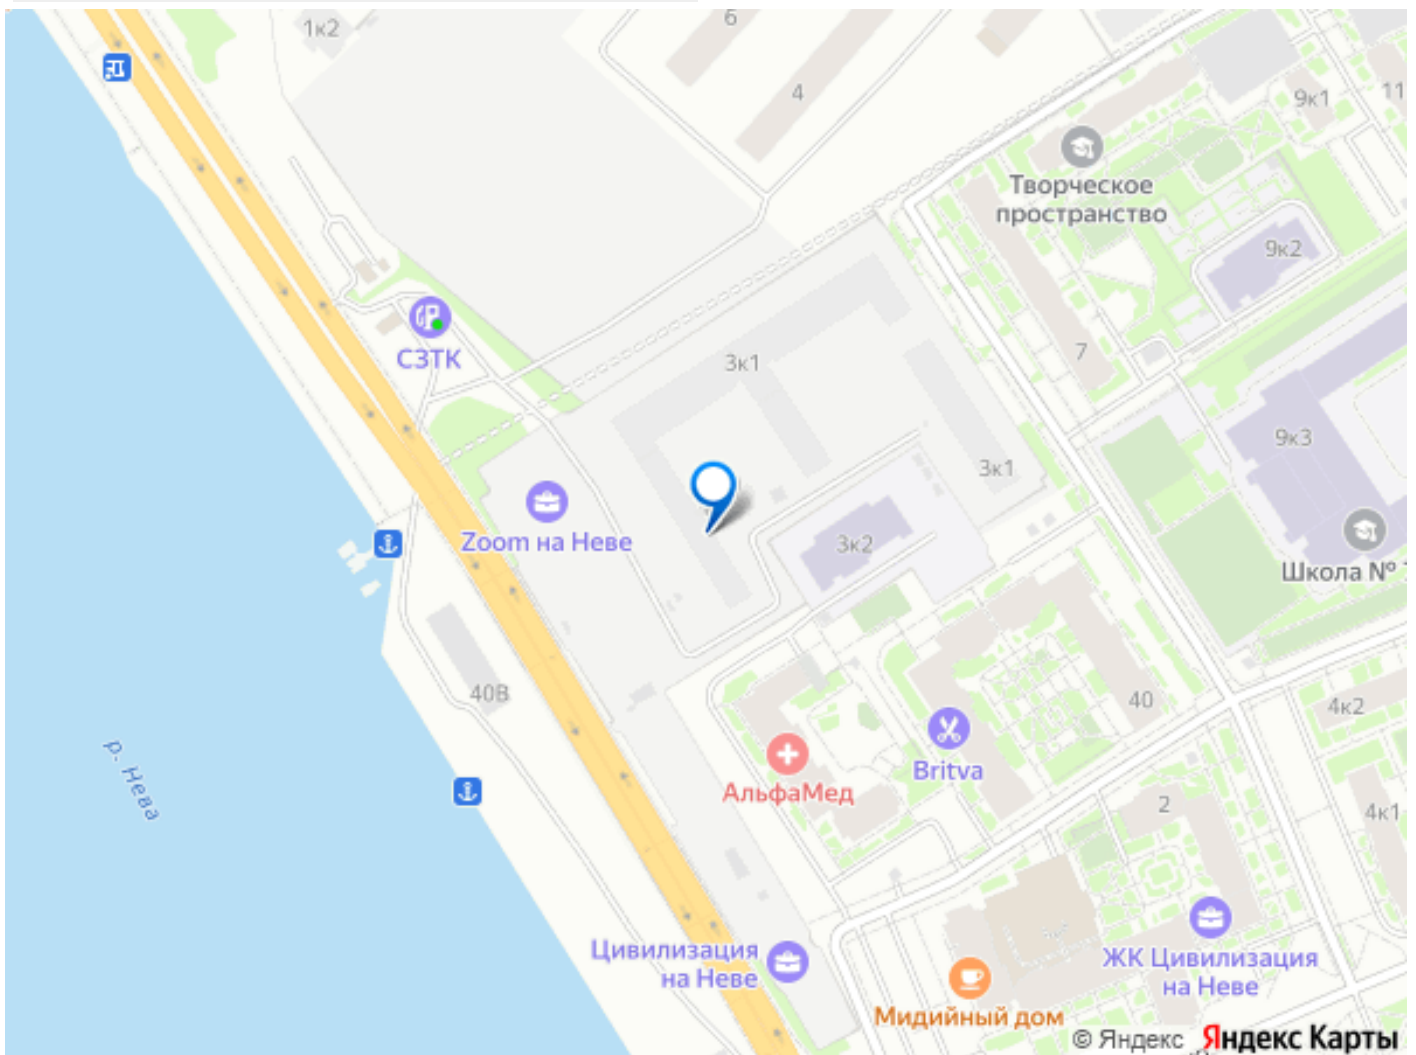 1к2
6
4
9к1
11
Творческое
пространство
9к2
СЗТК
3к1
7
9к3
3к1
Zoom на Неве
3к2
Школа №
40В
40
4к2
р. Нева
АльфаМед
Britva
2
4к1
Цивилизация
на Неве
ЖК Цивилизация
на Неве
Мидийный дом
© Яндекс Яндекс Карты